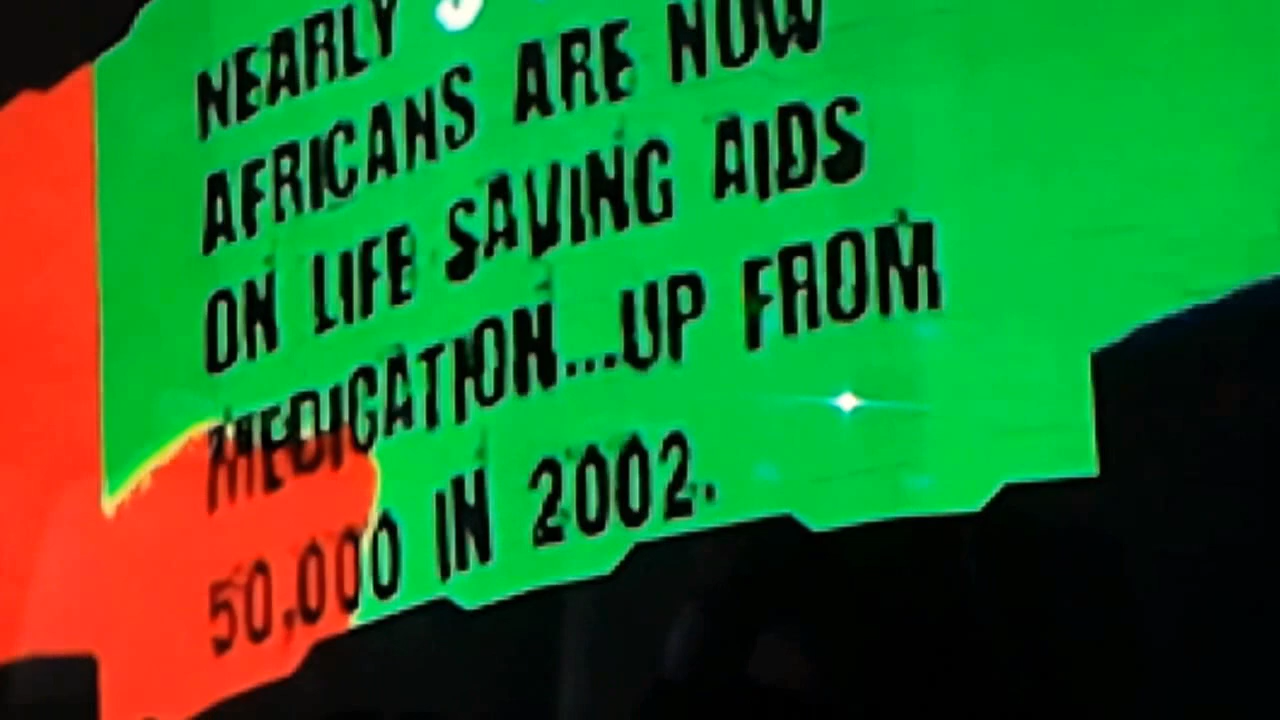 NEARLY
AFRICANS ARE NOW
ON LIFE SAVING AIDS
MEDICATION...UP FROM
50,000 IN 2002.